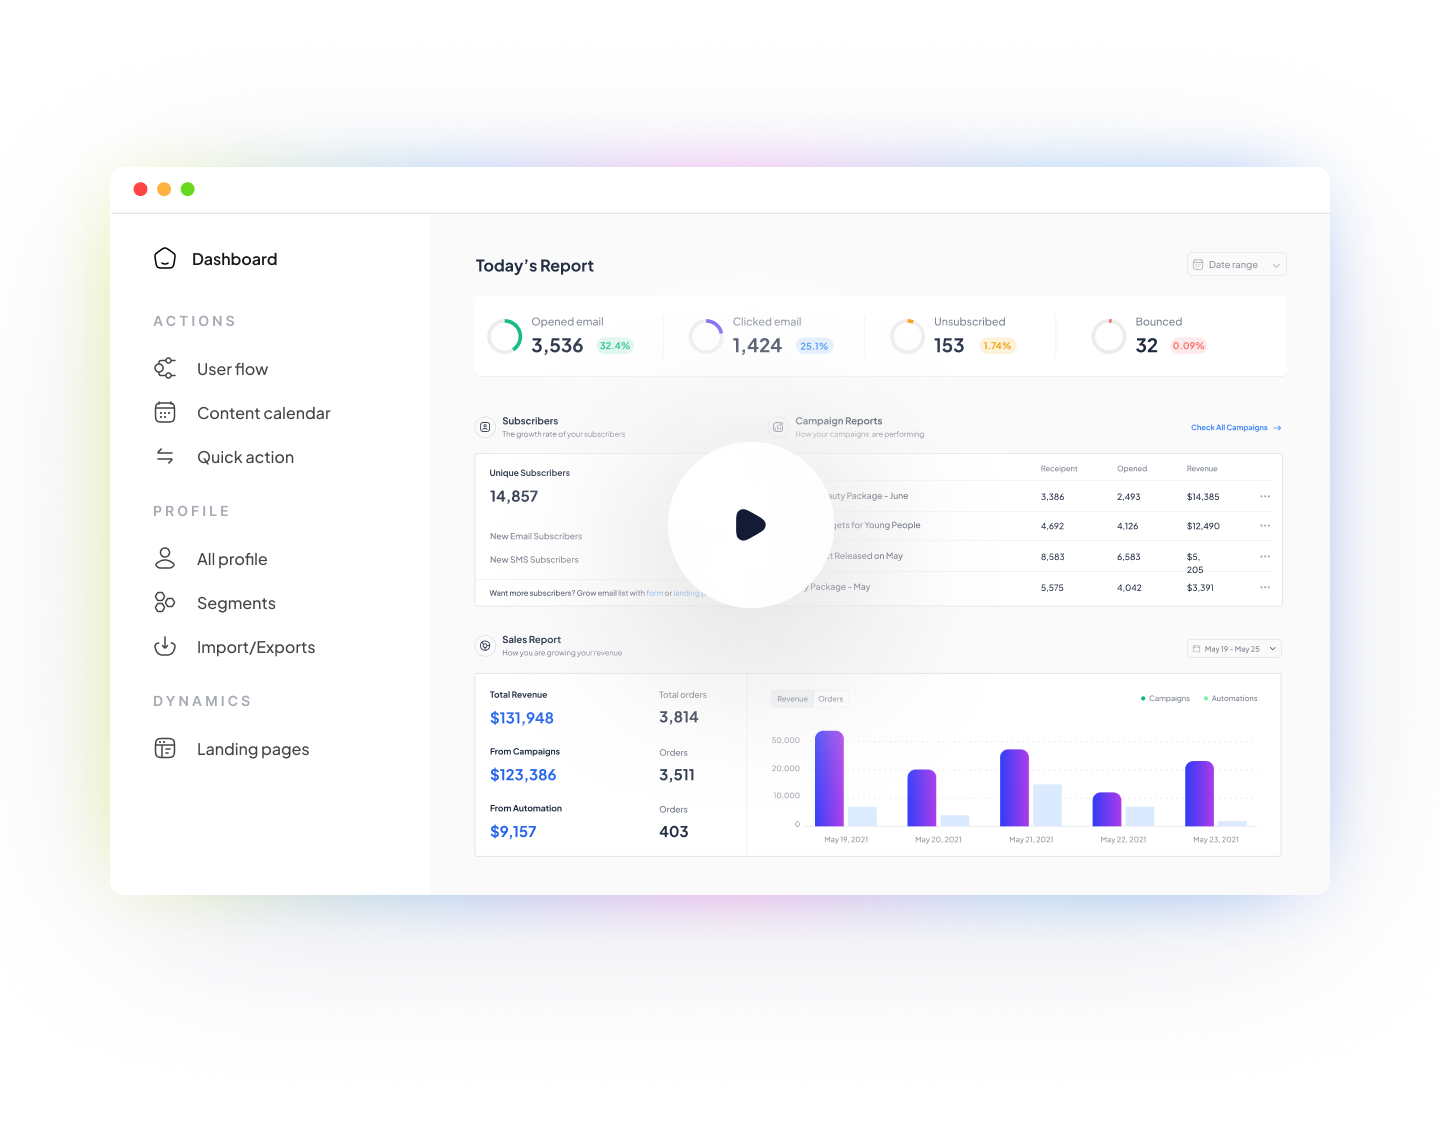 Dashboard
ACTIONS
User flow
Content calendar
Quick action
PROFILE
All profile
Segments
Import/Exports
DYNAMICS
Landing pages
Today’s Report
Date range
Opened email
3,536 32.4%
Clicked email
1,424 25.1%
Unsubscribed
153 1.74%
Bounced
32 0.09%
Subscribers
The growth rate of your subscribers
Unique Subscribers
14,857
New Email Subscribers
New SMS Subscribers
Want more subscribers? Grow email list with form or landing
Campaign Reports
How your campaigns are performing
Check All Campaigns →
Receipent Opened Revenue
Package - June 3,386 2,493 $14,385
for Young People 4,692 4,126 $12,490
Released on May 8,583 6,583 $5,
205
Package - May 5,575 4,042 $3,391
Sales Report
How you are growing your revenue
May 19 - May 25
Total Revenue Total orders
$131,948 3,814
From Campaigns Orders
$123,386 3,511
From Automation Orders
$9,157 403
Revenue Orders
Campaigns Automations
50,000
20.000
10.000
0
May 19, 2021 May 20, 2021 May 21, 2021 May 22, 2021 May 23, 2021